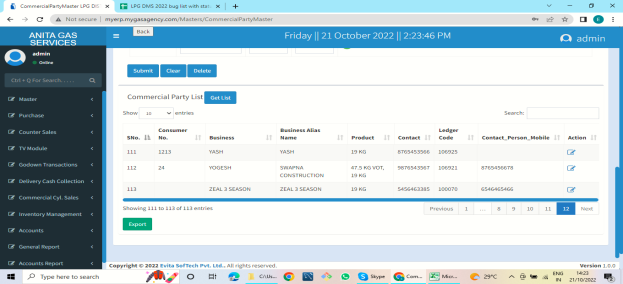 CommercialPartyMaster LPG DM
LPG DMS 2022 bug list with stat
Not secure | myerp.mygasagency.com/Masters/CommercialPartyMaster
Back
ANITA GAS
SERVICES
Friday || 21 October 2022 || 2:23:46 PM
admin
admin
Online
Ctrl + Q For Search.....
Submit Clear Delete
Master
Purchase
Counter Sales
TV Module
Godown Transactions
Delivery Cash Collection
Commercial Cyl. Sales
Inventory Management
Accounts
General Report
Accounts Report
Commercial Party List Get List
Show 10 entries
Search:
SNo. Consumer No. Business Business Alias Name Product Contact Ledger Code Contact_Person_Mobile Action
111 1213 YASH YASH 19 KG 8765453566 106925
112 24 YOGESH SWAPNA CONSTRUCTION 47.5 KG VOT, 19 KG 9876543567 106921 8765456678
113 ZEAL 3 SEASON ZEAL 3 SEASON 19 KG 5456462385 100070 6546465466
Showing 111 to 113 of 113 entries
Previous 1 ... 8 9 10 11 12 Next
Export
Copyright © 2022 Evita SofTech Pvt. Ltd.. All rights reserved.
Version 1.0.0
Type here to search
C:\Us...
Skype
Com...
Micr...
29°C
ENG
IN
14:23
21/10/2022